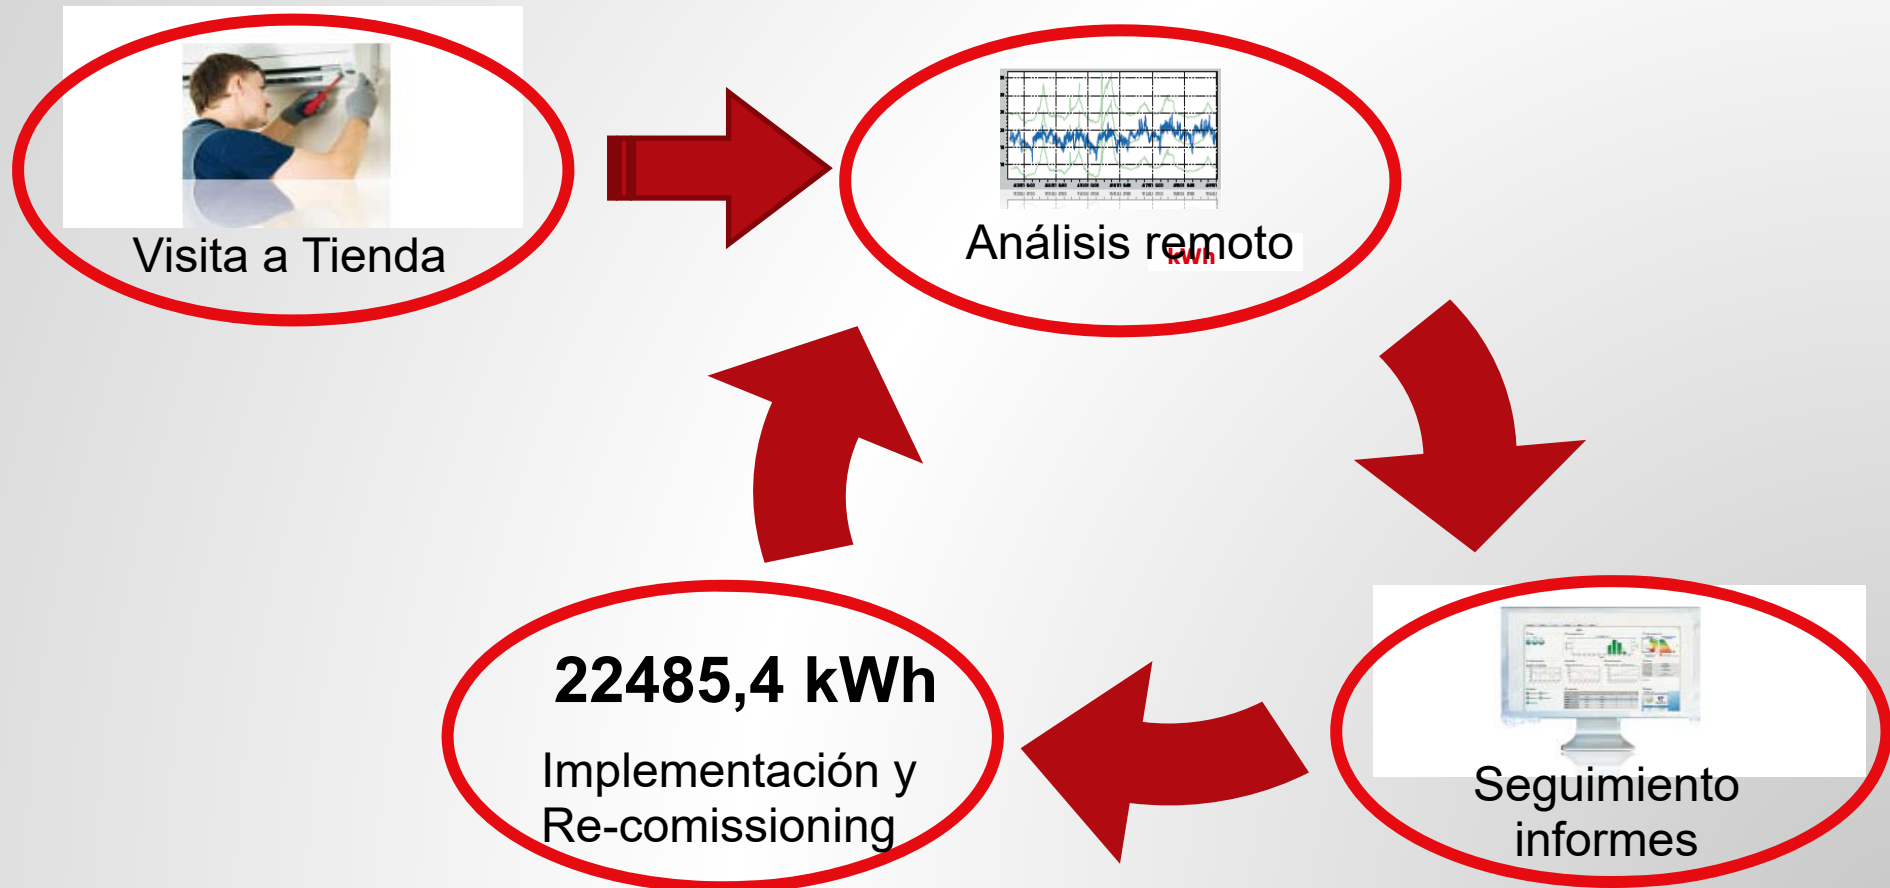 Visita a Tienda
Análisis remoto
kWh
22485,4 kWh
Implementación y
Re-comissioning
Seguimiento
informes